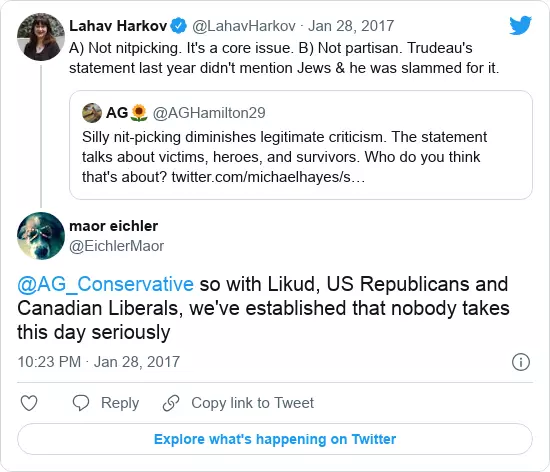 Lahav Harkov @LahavHarkov · Jan 28, 2017
A) Not nitpicking. It's a core issue. B) Not partisan. Trudeau's
statement last year didn't mention Jews & he was slammed for it.
AG🌻 @AGHamilton29
Silly nit-picking diminishes legitimate criticism. The statement
talks about victims, heroes, and survivors. Who do you think
that's about? twitter.com/michaelhayes/s…
maor eichler
@EichlerMaor
@AG_Conservative so with Likud, US Republicans and
Canadian Liberals, we've established that nobody takes
this day seriously
10:23 PM · Jan 28, 2017
Reply Copy link to Tweet
Explore what's happening on Twitter